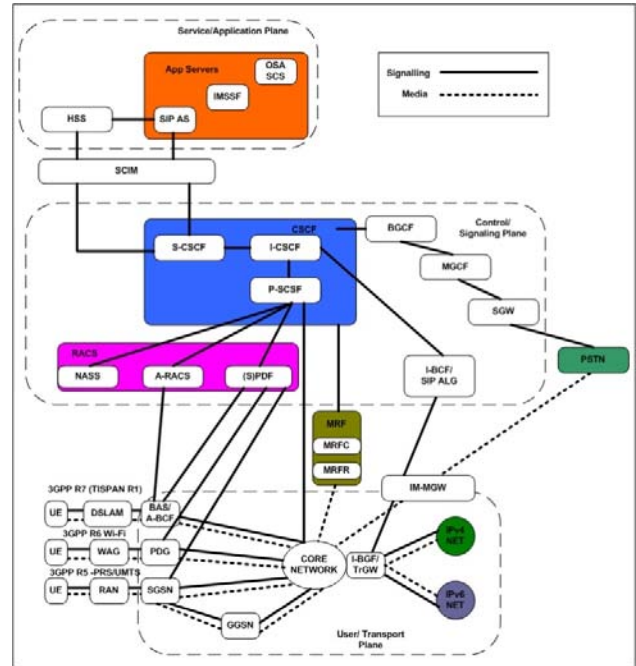 Service/Application Plane
App Servers
OSA
SCS
IMSSF
HSS
SIP AS
Signalling
Media
SCIM
CSCF
BGCF
Control/
Signaling Plane
S-CSCF
I-CSCF
MGCF
P-SCSF
SGW
RACS
NASS
A-RACS
(S)PDF
I-BCF/
SIP ALG
PSTN
MRF
MRFC
MRFR
IM-MGW
3GPP R7 (TISPAN R1)
UE
DSLAM
BAS/
A-BCF
3GPP R6 Wi-Fi
UE
WAG
PDG
CORE
NETWORK
I-BGF/
TrGW
IPv4
NET
3GPP R5 -PRS/UMTS
UE
RAN
SGSN
IPv6
NET
GGSN
User/ Transport
Plane